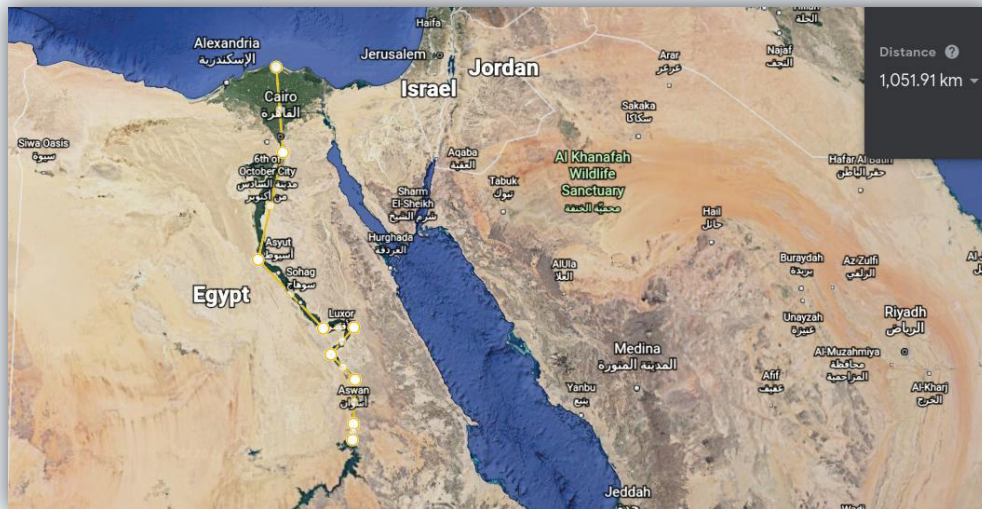 Haifa
Alexandria
الإسكندرية
Jerusalem
Jordan
Israel
Cairo
القاهرة
Arar
عرعر
Najaf
النجف
الحلة
Distance
1,051.91 km
Siwa Oasis
سيوة
6th of
October City
مدينة السادس
من أكتوبر
Sakaka
سكاكا
Aqaba
العقبة
Al Khanafah
Wildlife
Sanctuary
محميّة الخنفة
Hafar Al Batin
حفر الباطن
Tabuk
تبوك
Sharm
El-Sheikh
شرم الشيخ
Hail
حائل
Asyut
أسيوط
Hurghada
الغردقة
Sohag
سوهاج
AlUla
العلا
Buraydah
بريدة
Az-Zulfi
الزلفي
Egypt
Luxor
Unayzah
عنيزة
Riyadh
الرياض
Medina
المدينة المنورة
Al-Muzahmiya
محافظة
المزاحمية
Aswan
أسوان
Yanbu
ينبع
Afif
عفيف
Al-Kharj
الخرج
Jeddah
جدة